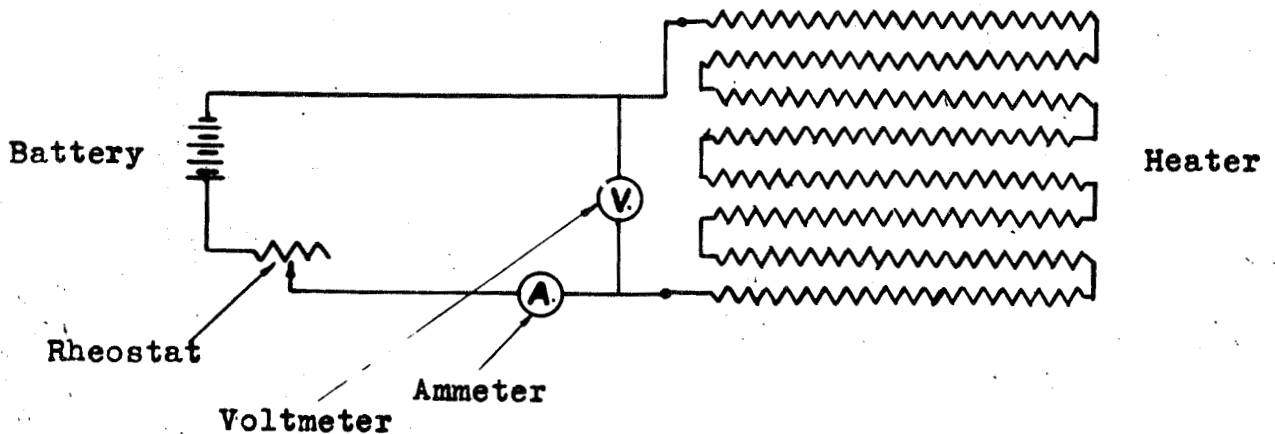 Battery
Heater
V.
A.
Rheostat
Ammeter
Voltmeter